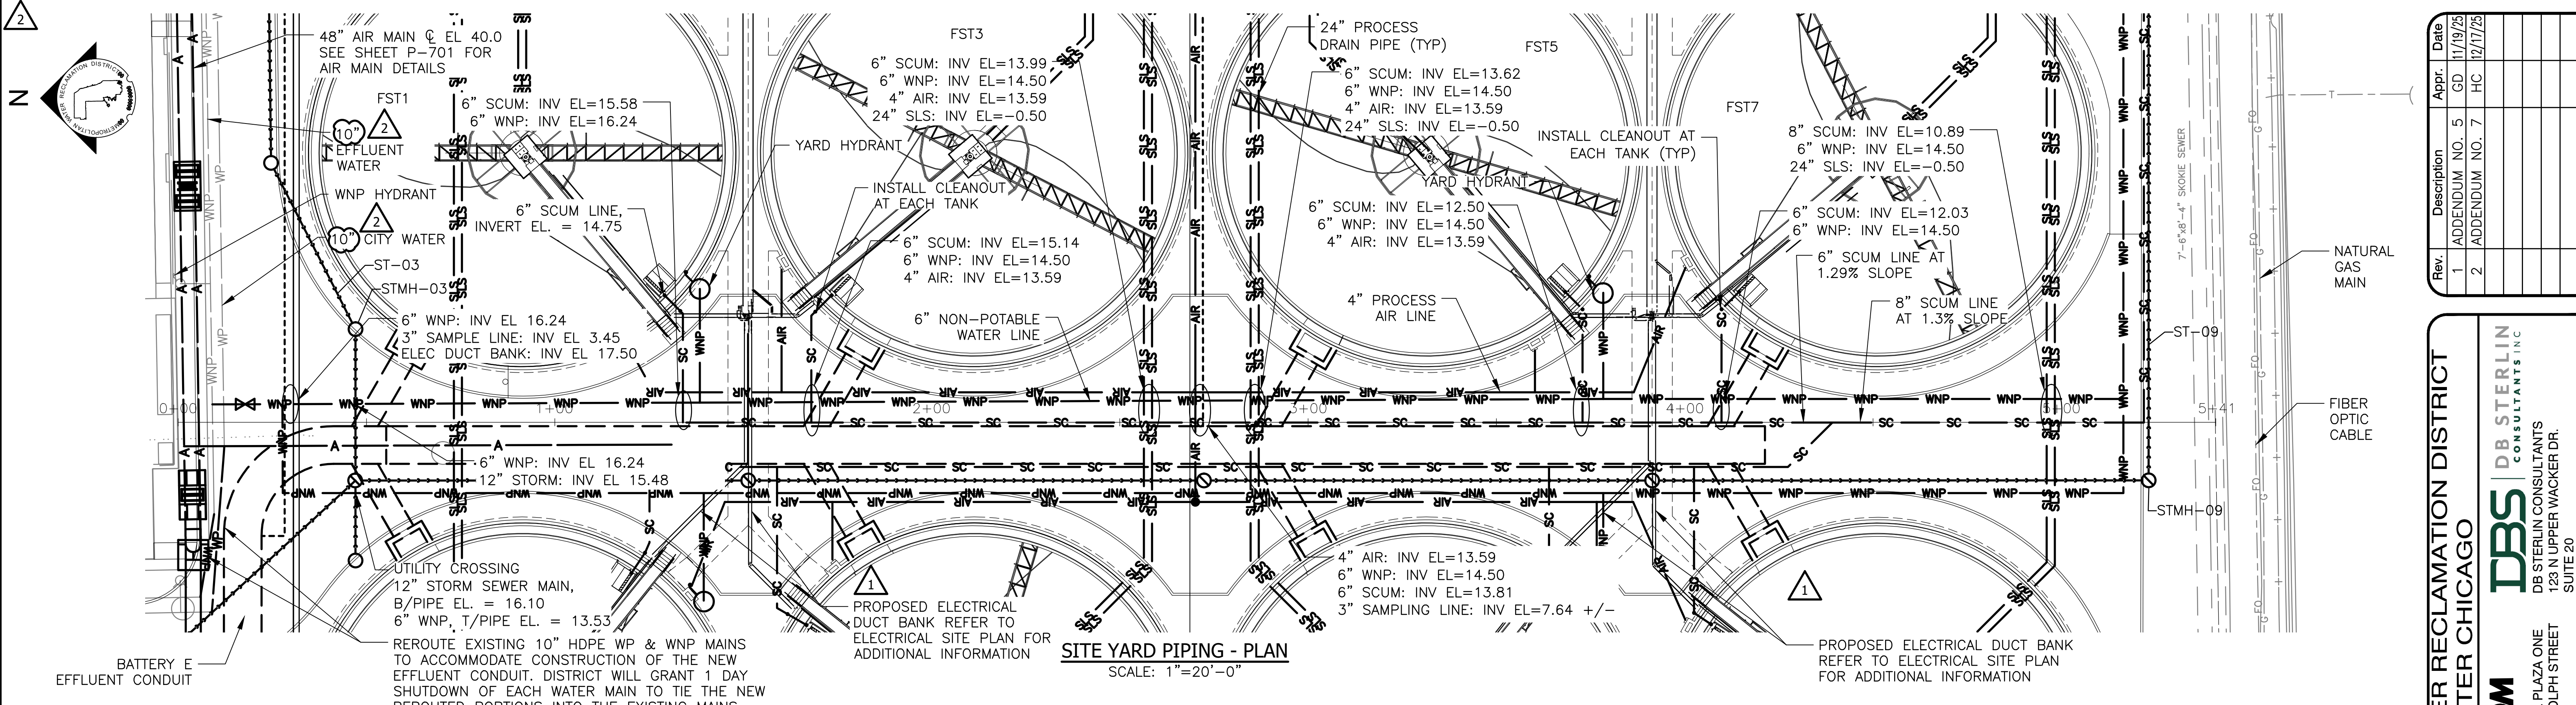 2
N
METROPOLITAN WATER RECLAMATION DISTRICT
48" AIR MAIN ℄ EL 40.0
SEE SHEET P-701 FOR
AIR MAIN DETAILS
FST1
10"
2
EFFLUENT
WATER
WNP HYDRANT
2
10" CITY WATER
ST-03
STMH-03
6" SCUM: INV EL=15.58
6" WNP: INV EL=16.24
6" SCUM LINE,
INVERT EL. = 14.75
6" WNP: INV EL 16.24
3" SAMPLE LINE: INV EL 3.45
ELEC DUCT BANK: INV EL 17.50
YARD HYDRANT
FST3
6" SCUM: INV EL=13.99
6" WNP: INV EL=14.50
4" AIR: INV EL=13.59
24" SLS: INV EL=-0.50
INSTALL CLEANOUT
AT EACH TANK
6" SCUM: INV EL=15.14
6" WNP: INV EL=14.50
4" AIR: INV EL=13.59
6" NON-POTABLE
WATER LINE
24" PROCESS
DRAIN PIPE (TYP)
FST5
6" SCUM: INV EL=13.62
6" WNP: INV EL=14.50
4" AIR: INV EL=13.59
24" SLS: INV EL=-0.50
INSTALL CLEANOUT AT
EACH TANK (TYP)
YARD HYDRANT
6" SCUM: INV EL=12.50
6" WNP: INV EL=14.50
4" AIR: INV EL=13.59
4" PROCESS
AIR LINE
FST7
8" SCUM: INV EL=10.89
6" WNP: INV EL=14.50
24" SLS: INV EL=-0.50
6" SCUM: INV EL=12.03
6" WNP: INV EL=14.50
6" SCUM LINE AT
1.29% SLOPE
8" SCUM LINE
AT 1.3% SLOPE
7'-6"x8'-4" SKOKIE SEWER
NATURAL
GAS
MAIN
ST-09
FIBER
OPTIC
CABLE
STMH-09
0+00
1+00
2+00
3+00
4+00
5+00
5+41
6" WNP: INV EL 16.24
12" STORM: INV EL 15.48
UTILITY CROSSING
12" STORM SEWER MAIN,
B/PIPE EL. = 16.10
6" WNP, T/PIPE EL. = 13.53
BATTERY E
EFFLUENT CONDUIT
REROUTE EXISTING 10" HDPE WP & WNP MAINS
TO ACCOMMODATE CONSTRUCTION OF THE NEW
EFFLUENT CONDUIT. DISTRICT WILL GRANT 1 DAY
SHUTDOWN OF EACH WATER MAIN TO TIE THE NEW
REROUTED PORTIONS INTO THE EXISTING MAINS
1
PROPOSED ELECTRICAL
DUCT BANK REFER TO
ELECTRICAL SITE PLAN FOR
ADDITIONAL INFORMATION
4" AIR: INV EL=13.59
6" WNP: INV EL=14.50
6" SCUM: INV EL=13.81
3" SAMPLING LINE: INV EL=7.64 +/-
1
PROPOSED ELECTRICAL DUCT BANK
REFER TO ELECTRICAL SITE PLAN
FOR ADDITIONAL INFORMATION
SITE YARD PIPING - PLAN
SCALE: 1"=20'-0"
Rev. Description Appr. Date
1 ADDENDUM NO. 5 GD 11/19/25
2 ADDENDUM NO. 7 HC 12/17/25
ER RECLAMATION DISTRICT
TER CHICAGO
DBS | DB STERLIN
CONSULTANTS INC
DB STERLIN CONSULTANTS
123 N UPPER WACKER DR.
SUITE 20
PLAZA ONE
OLPH STREET